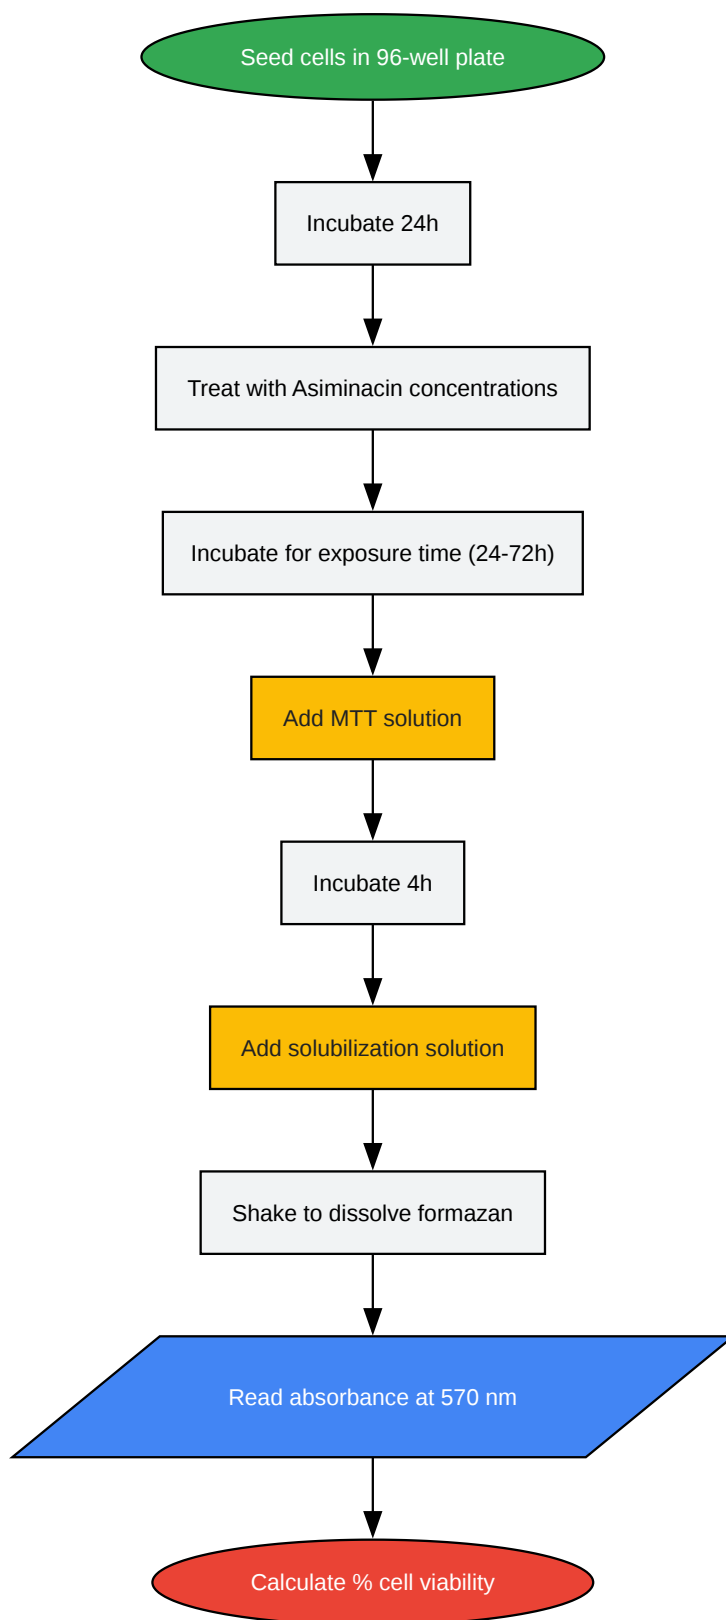 Seed cells in 96-well plate
Incubate 24h
Treat with Asiminacin concentrations
Incubate for exposure time (24-72h)
Add MTT solution
Incubate 4h
Add solubilization solution
Shake to dissolve formazan
Read absorbance at 570 nm
Calculate % cell viability